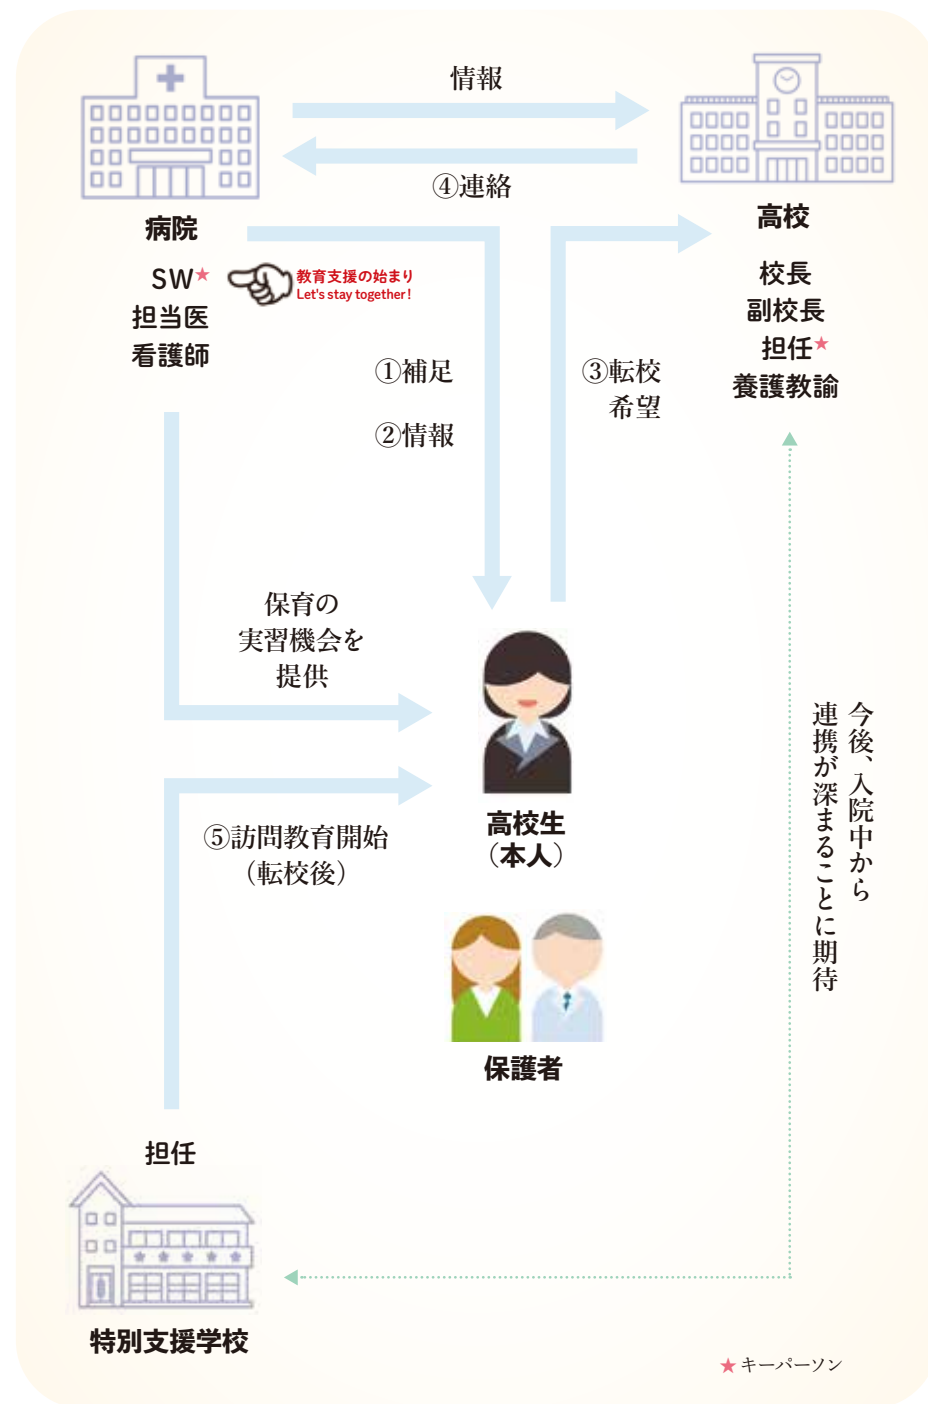 情報
④連絡
病院
SW★
担当医
看護師
教育支援の始まり
Let's stay together!
高校
校長
副校長
担任★
養護教諭
①補足
②情報
③転校
希望
保育の
実習機会を
提供
高校生
（本人）
⑤訪問教育開始
（転校後）
今後、入院中から
連携が深まることに期待
保護者
担任
特別支援学校
★キーパーソン